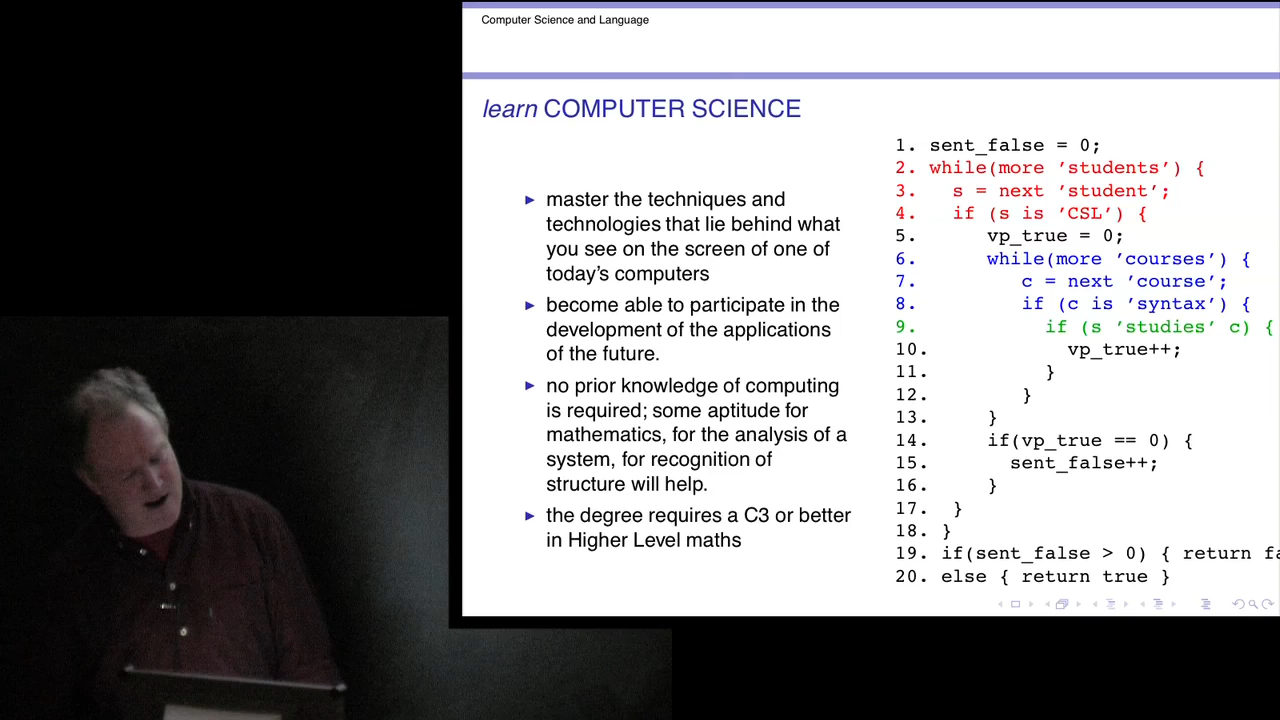 Computer Science and Language
learn COMPUTER SCIENCE
master the techniques and
technologies that lie behind what
you see on the screen of one of
today's computers
become able to participate in the
development of the applications
of the future.
no prior knowledge of computing
is required; some aptitude for
mathematics, for the analysis of a
system, for recognition of
structure will help.
the degree requires a C3 or better
in Higher Level maths
1. sent_false = 0;
2. while(more 'students') {
3. s = next 'student';
4. if (s is 'CSL') {
5. vp_true = 0;
6. while(more 'courses') {
7. c = next 'course';
8. if (c is 'syntax') {
9. if (s 'studies' c) {
10. vp_true++;
11. }
12. }
13. }
14. if(vp_true == 0) {
15. sent_false++;
16. }
17. }
18. }
19. if(sent_false > 0) { return fa
20. else { return true }